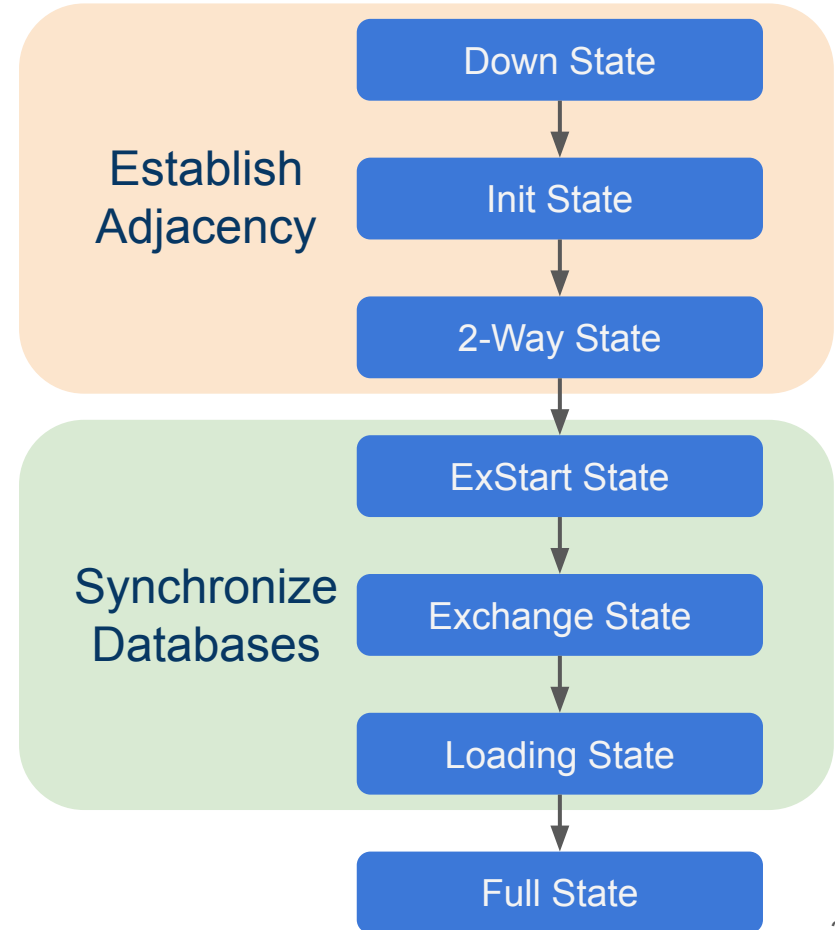 Down State
Establish
Adjacency
Init State
2-Way State
ExStart State
Synchronize
Databases
Exchange State
Loading State
Full State